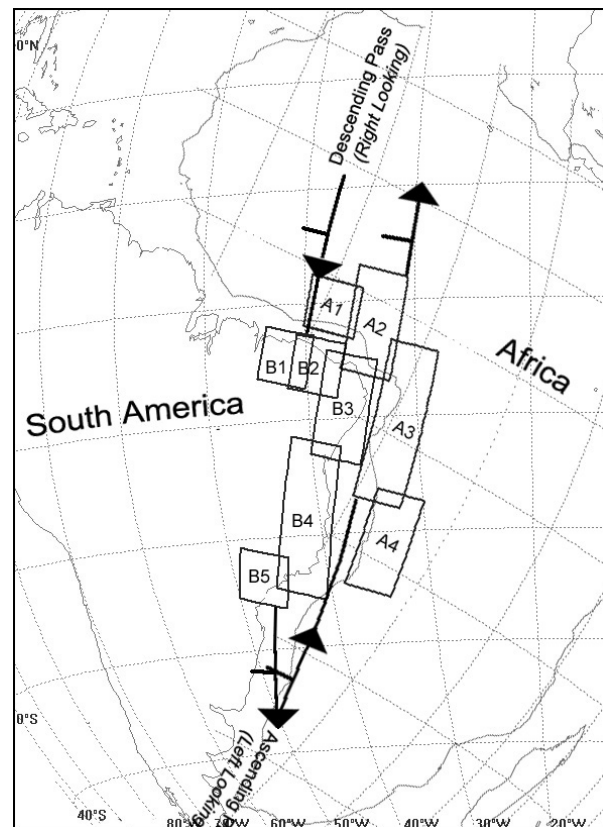 0°N
Descending Pass
(Right Looking)
A1
A2
Africa
B1
B2
B3
A3
South America
B4
A4
B5
0°S
Ascending
(Left Looking
40°S
60°W
50°W
40°W
30°W
20°W